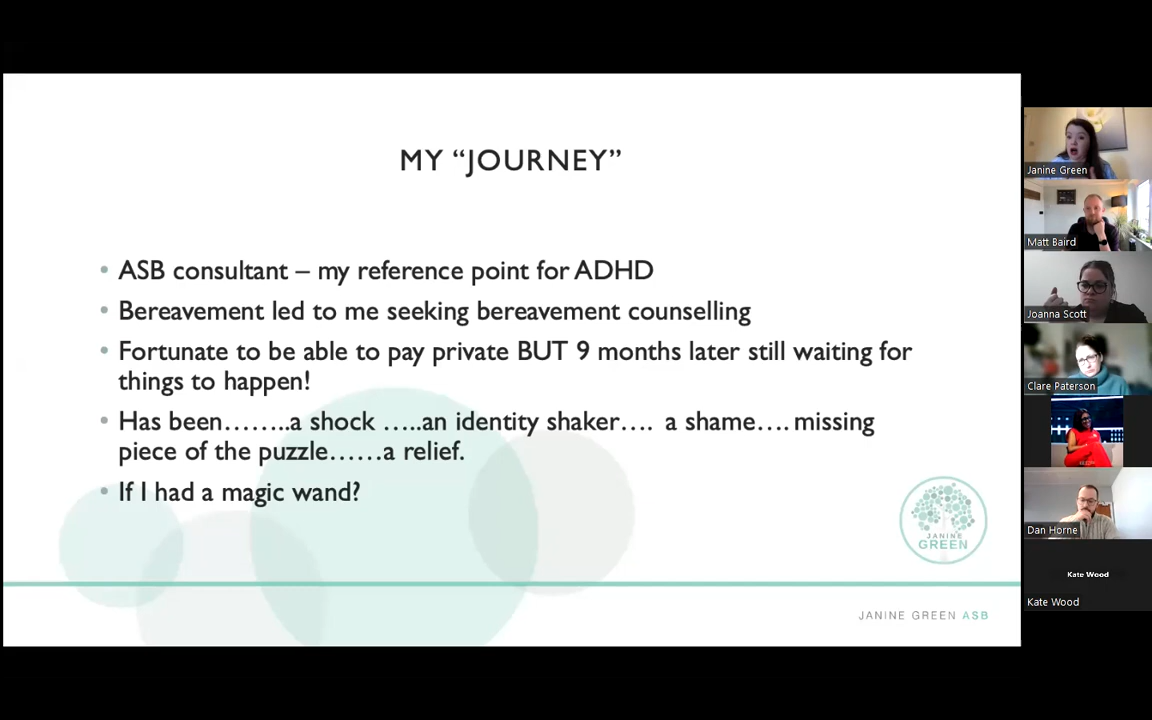 MY “JOURNEY”
• ASB consultant – my reference point for ADHD
• Bereavement led to me seeking bereavement counselling
• Fortunate to be able to pay private BUT 9 months later still waiting for
things to happen!
• Has been……..a shock …..an identity shaker…. a shame…. missing
piece of the puzzle……a relief.
• If I had a magic wand?
JANINE
GREEN
JANINE GREEN ASB
Janine Green
Matt Baird
Joanna Scott
Clare Paterson
Dan Horne
Kate Wood
Kate Wood